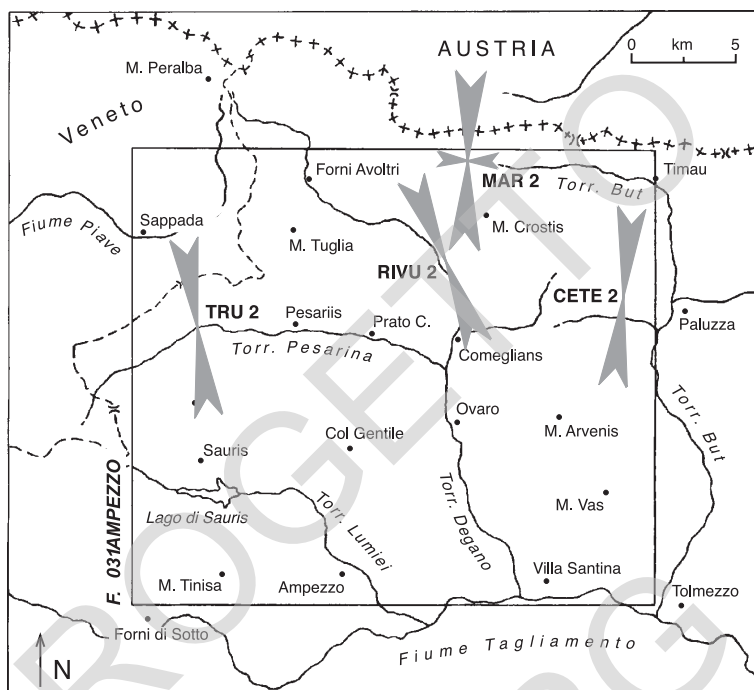 AUSTRIA
0 km 5
M. Peralba
Veneto
Forni Avoltri
MAR 2
Torr. But
Timau
Fiume Piave
Sappada
M. Tuglia
M. Crostis
RIVU 2
TRU 2
CETE 2
Pesariis
Prato C.
Paluzza
Torr. Pesarina
Comeglians
Ovaro
M. Arvenis
Torr. But
Col Gentile
Sauris
M. Vas
F. 031AMPEZZO
Lago di Sauris
Torr. Lumiei
Torr. Degano
M. Tinisa
Ampezzo
Villa Santina
Tolmezzo
Forni di Sotto
Fiume Tagliamento
N
ROGETTO
RG